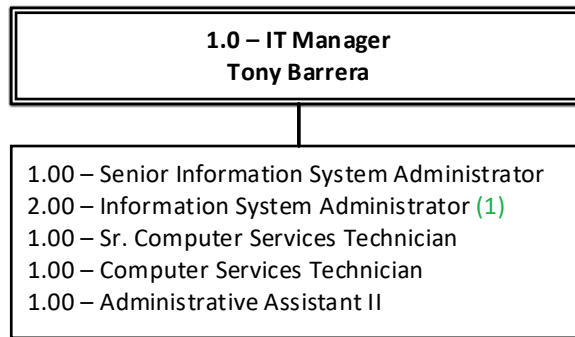 1.0 – IT Manager
Tony Barrera
1.00 – Senior Information System Administrator
2.00 – Information System Administrator (1)
1.00 – Sr. Computer Services Technician
1.00 – Computer Services Technician
1.00 – Administrative Assistant II